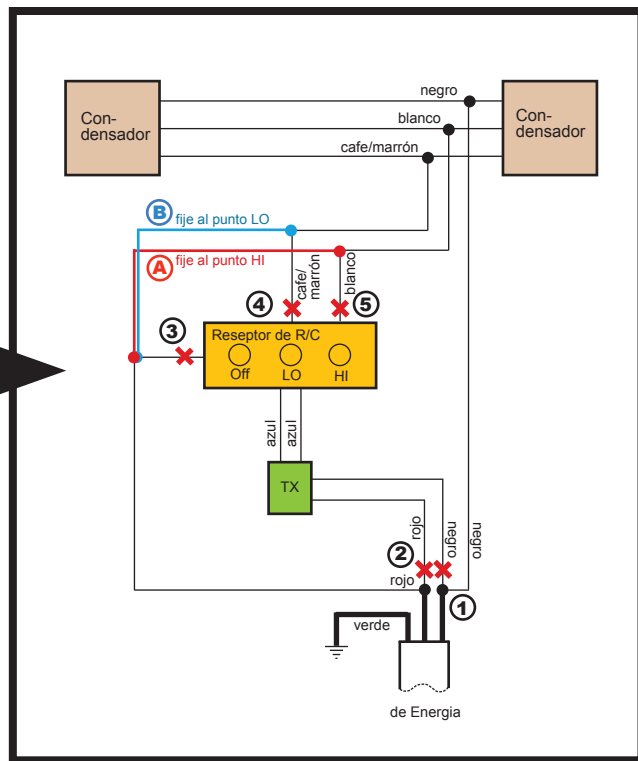 negro
Con-
densador
blanco
Con-
densador
cafe/marrón
B fije al punto LO
A fije al punto HI
cafe/
marrón
blanco
4
5
3
Reseptor de R/C
Off
LO
HI
azul
azul
TX
rojo
negro
negro
2
rojo
1
verde
de Energia